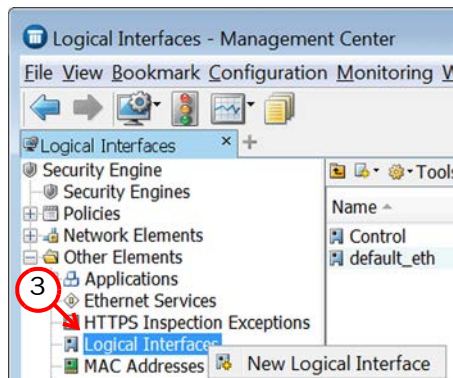 Logical Interfaces - Management Center
File View Bookmark Configuration Monitoring
Logical Interfaces × +
Security Engine
Tools
Security Engines
Policies
Name
Network Elements
Control
Other Elements
default_eth
Applications
3
Ethernet Services
HTTPS Inspection Exceptions
Logical Interfaces
New Logical Interface
MAC Addresses